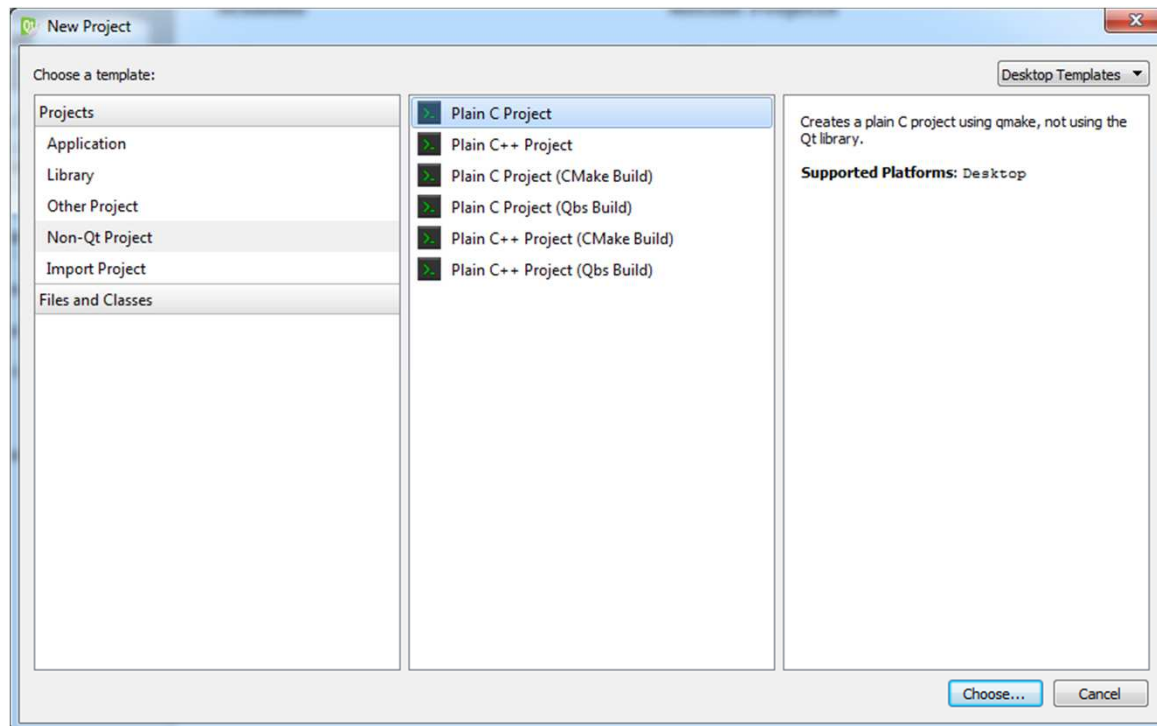 New Project
Choose a template:
Desktop Templates
Projects
Application
Library
Other Project
Non-Qt Project
Import Project
Files and Classes
Plain C Project
Plain C++ Project
Plain C Project (CMake Build)
Plain C Project (Qbs Build)
Plain C++ Project (CMake Build)
Plain C++ Project (Qbs Build)
Creates a plain C project using qmake, not using the
Qt library.
Supported Platforms: Desktop
Choose...
Cancel